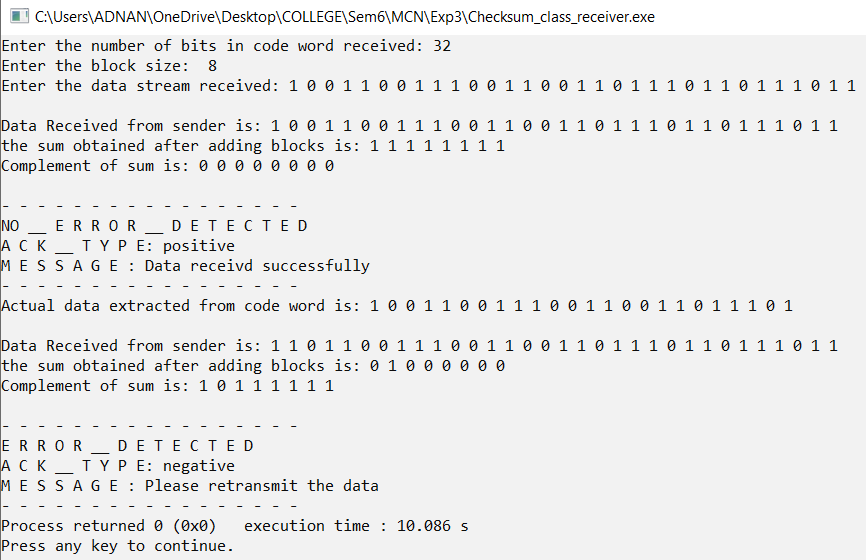 C:\Users\ADNAN\OneDrive\Desktop\COLLEGE\Sem6\MCN\Exp3\Checksum_class_receiver.exe
Enter the number of bits in code word received: 32
Enter the block size:  8
Enter the data stream received: 1 0 0 1 1 0 0 1 1 1 0 0 1 1 0 0 1 1 0 1 1 1 0 1 1 0 1 1 1 0 1 1
Data Received from sender is: 1 0 0 1 1 0 0 1 1 1 0 0 1 1 0 0 1 1 0 1 1 1 0 1 1 0 1 1 1 0 1 1
the sum obtained after adding blocks is: 1 1 1 1 1 1 1 1
Complement of sum is: 0 0 0 0 0 0 0 0
- - - - - - - - - - - - - - - - -
NO __ E R R O R __ D E T E C T E D
A C K __ T Y P E: positive
M E S S A G E : Data receivd successfully
- - - - - - - - - - - - - - - - -
Actual data extracted from code word is: 1 0 0 1 1 0 0 1 1 1 0 0 1 1 0 0 1 1 0 1 1 1 0 1
Data Received from sender is: 1 1 0 1 1 0 0 1 1 1 0 0 1 1 0 0 1 1 0 1 1 1 0 1 1 0 1 1 1 0 1 1
the sum obtained after adding blocks is: 0 1 0 0 0 0 0 0
Complement of sum is: 1 0 1 1 1 1 1 1
- - - - - - - - - - - - - - - - -
E R R O R __ D E T E C T E D
A C K __ T Y P E: negative
M E S S A G E : Please retransmit the data
- - - - - - - - - - - - - - - - -
Process returned 0 (0x0)   execution time : 10.086 s
Press any key to continue.